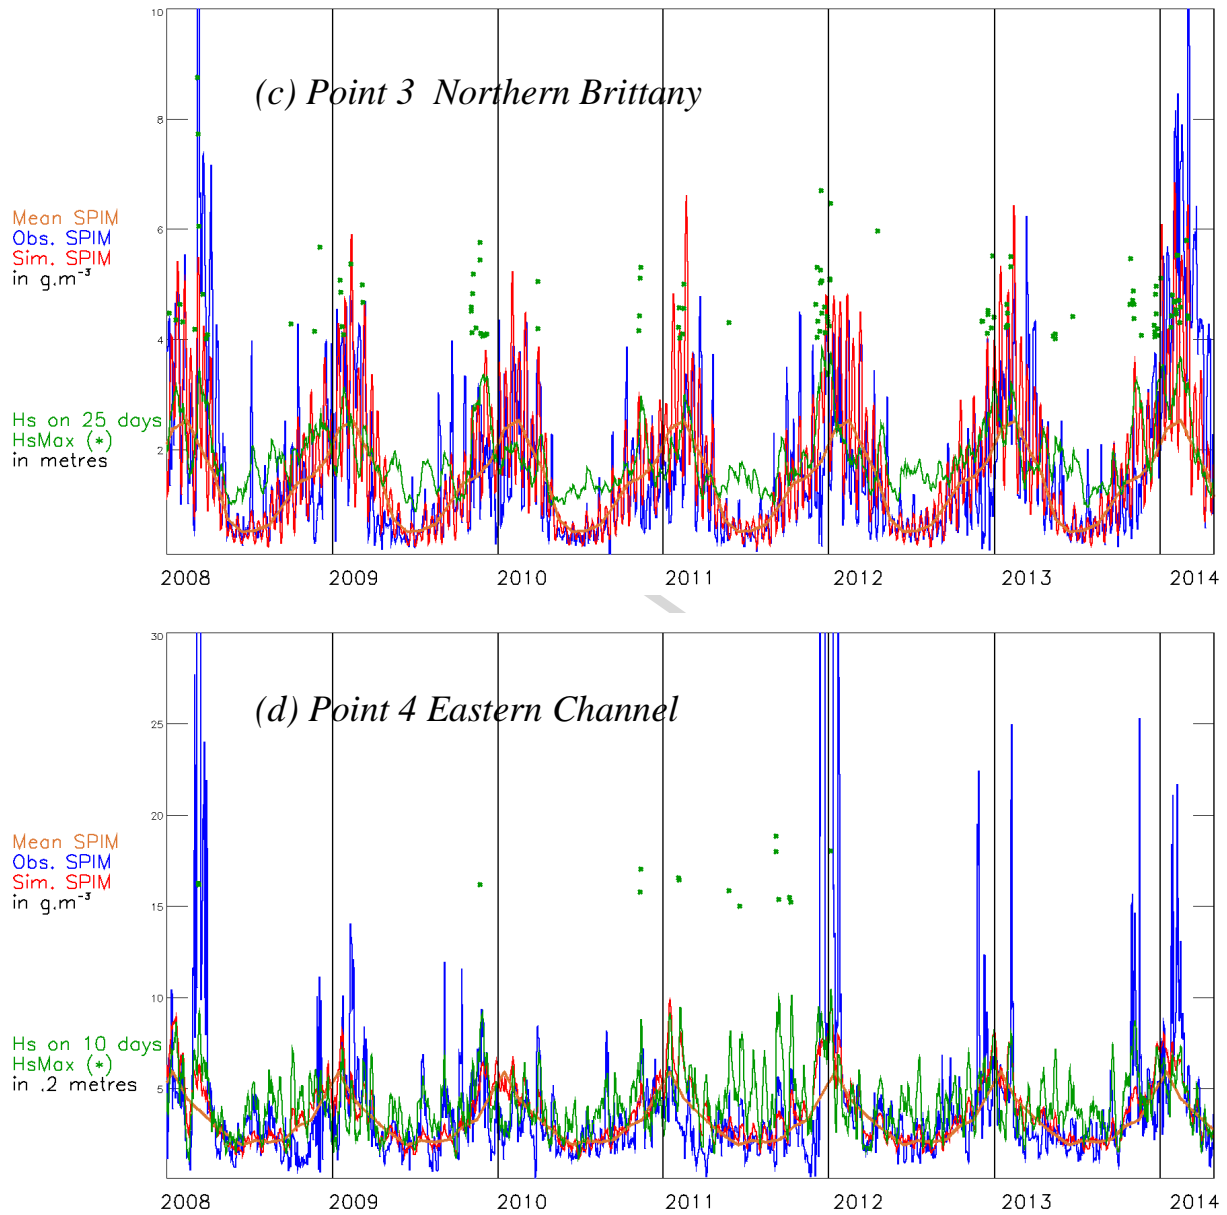 10
(c) Point 3 Northern Brittany
8
Mean SPIM
Obs. SPIM
Sim. SPIM
in g.m⁻³
6
4
Hs on 25 days
HsMax (*)
in metres
2
2008 2009 2010 2011 2012 2013 2014
30
(d) Point 4 Eastern Channel
25
20
Mean SPIM
Obs. SPIM
Sim. SPIM
in g.m⁻³
15
10
Hs on 10 days
HsMax (*)
in .2 metres
5
2008 2009 2010 2011 2012 2013 2014